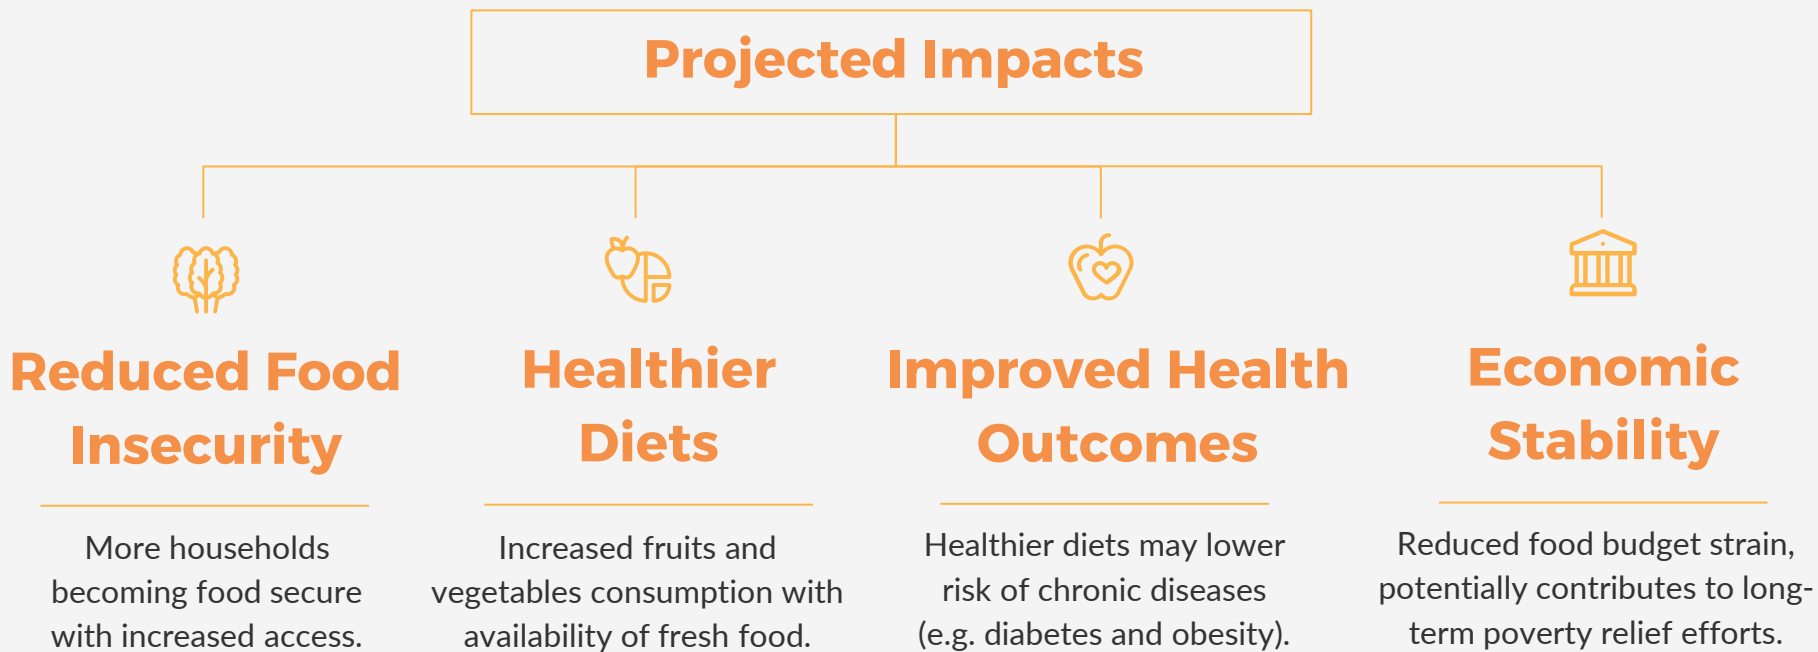 Projected Impacts
Reduced Food
Insecurity
More households
becoming food secure
with increased access.
Healthier
Diets
Increased fruits and
vegetables consumption with
availability of fresh food.
Improved Health
Outcomes
Healthier diets may lower
risk of chronic diseases
(e.g. diabetes and obesity).
Economic
Stability
Reduced food budget strain,
potentially contributes to long-
term poverty relief efforts.